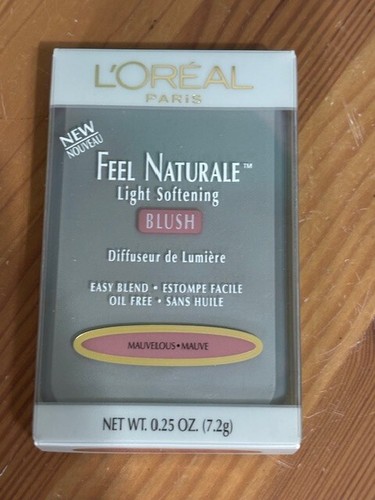 L'ORÉAL
PARIS
NEW
NOUVEAU
FEEL NATURALE™
Light Softening
BLUSH
Diffuseur de Lumière
EASY BLEND • ESTOMPE FACILE
OIL FREE • SANS HUILE
MAUVELOUS • MAUVE
NET WT. 0.25 OZ. (7.2g)